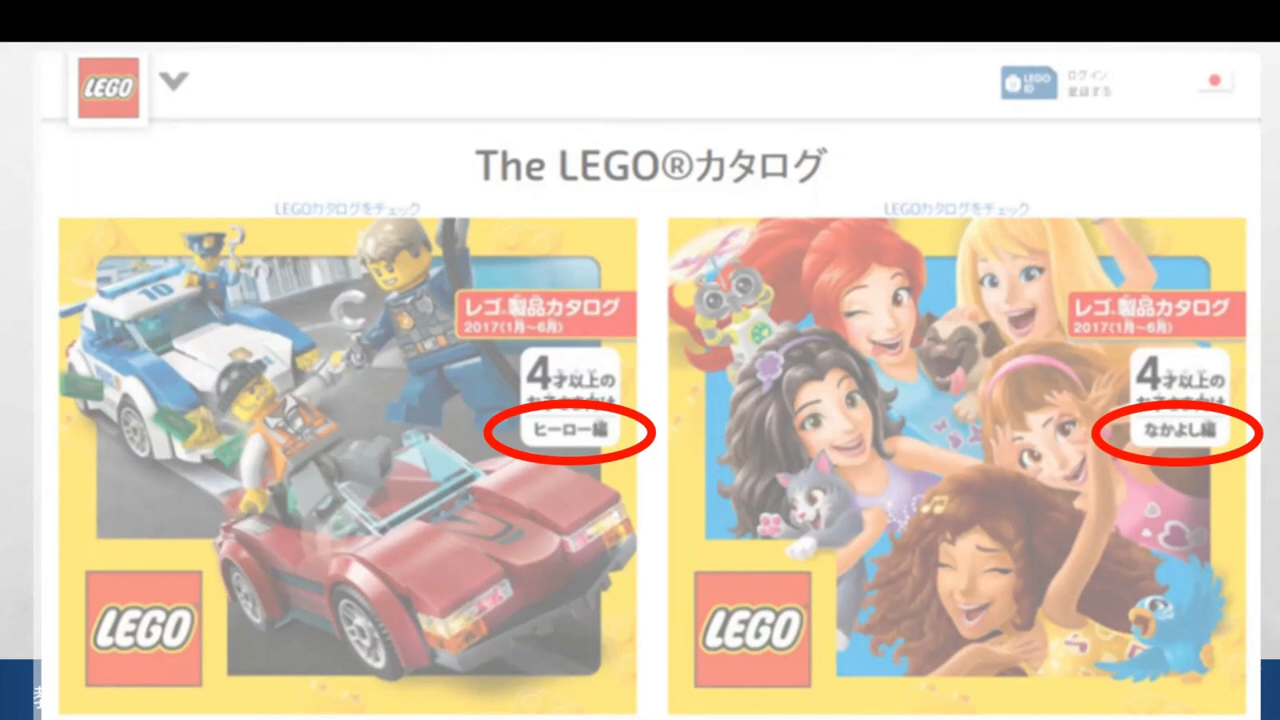 LEGO
LEGO ID
ログイン
登録する
The LEGO®カタログ
LEGOカタログをチェック
LEGOカタログをチェック
10
レゴ®製品カタログ
2017(1月~6月)
4才以上の
ヒーロー編
LEGO
レゴ®製品カタログ
2017(1月~6月)
4才以上の
なかよし編
LEGO